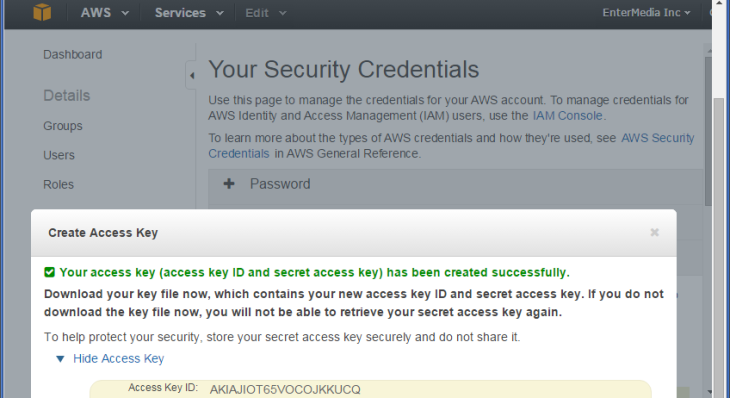 AWS Services Edit EnterMedia Inc
Dashboard
Your Security Credentials
Details
Use this page to manage the credentials for your AWS account. To manage credentials for
AWS Identity and Access Management (IAM) users, use the IAM Console.
Groups
To learn more about the types of AWS credentials and how they're used, see AWS Security
Users
Credentials in AWS General Reference.
Roles
Password
Create Access Key
Your access key (access key ID and secret access key) has been created successfully.
Download your key file now, which contains your new access key ID and secret access key. If you do not
download the key file now, you will not be able to retrieve your secret access key again.
To help protect your security, store your secret access key securely and do not share it.
Hide Access Key
Access Key ID: AKIAJIOT65VOCOJKKUCQ